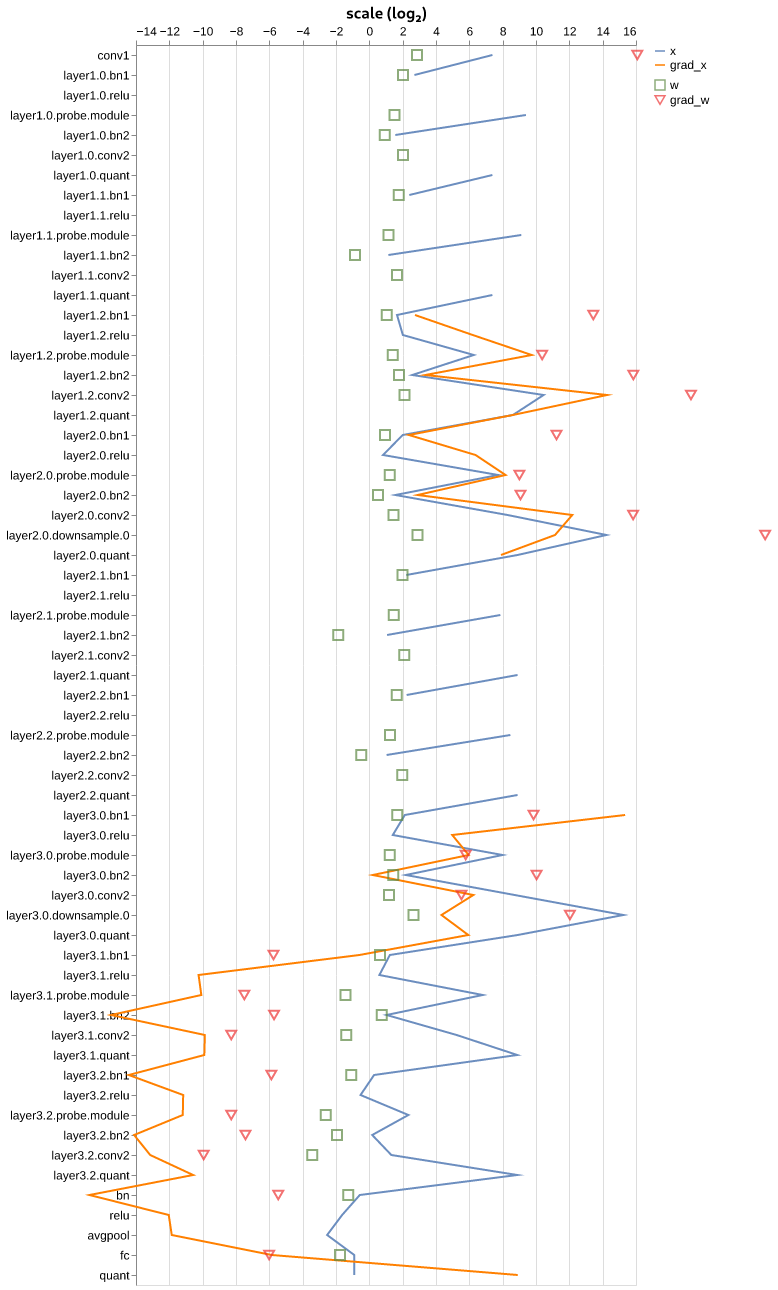 scale (log₂)
−14 −12 −10 −8 −6 −4 −2 0 2 4 6 8 10 12 14 16
x
grad_x
w
grad_w
conv1
layer1.0.bn1
layer1.0.relu
layer1.0.probe.module
layer1.0.bn2
layer1.0.conv2
layer1.0.quant
layer1.1.bn1
layer1.1.relu
layer1.1.probe.module
layer1.1.bn2
layer1.1.conv2
layer1.1.quant
layer1.2.bn1
layer1.2.relu
layer1.2.probe.module
layer1.2.bn2
layer1.2.conv2
layer1.2.quant
layer2.0.bn1
layer2.0.relu
layer2.0.probe.module
layer2.0.bn2
layer2.0.conv2
layer2.0.downsample.0
layer2.0.quant
layer2.1.bn1
layer2.1.relu
layer2.1.probe.module
layer2.1.bn2
layer2.1.conv2
layer2.1.quant
layer2.2.bn1
layer2.2.relu
layer2.2.probe.module
layer2.2.bn2
layer2.2.conv2
layer2.2.quant
layer3.0.bn1
layer3.0.relu
layer3.0.probe.module
layer3.0.bn2
layer3.0.conv2
layer3.0.downsample.0
layer3.0.quant
layer3.1.bn1
layer3.1.relu
layer3.1.probe.module
layer3.1.bn2
layer3.1.conv2
layer3.1.quant
layer3.2.bn1
layer3.2.relu
layer3.2.probe.module
layer3.2.bn2
layer3.2.conv2
layer3.2.quant
bn
relu
avgpool
fc
quant